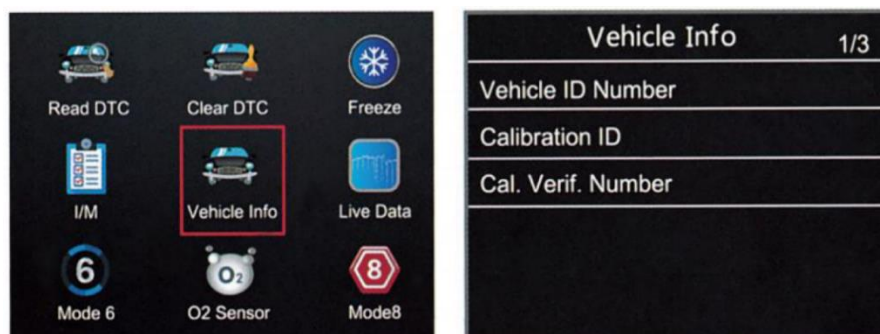 Read DTC
Clear DTC
Freeze
I/M
Vehicle Info
Live Data
6
Mode 6
O2
O2 Sensor
8
Mode8
Vehicle Info 1/3
Vehicle ID Number
Calibration ID
Cal. Verif. Number